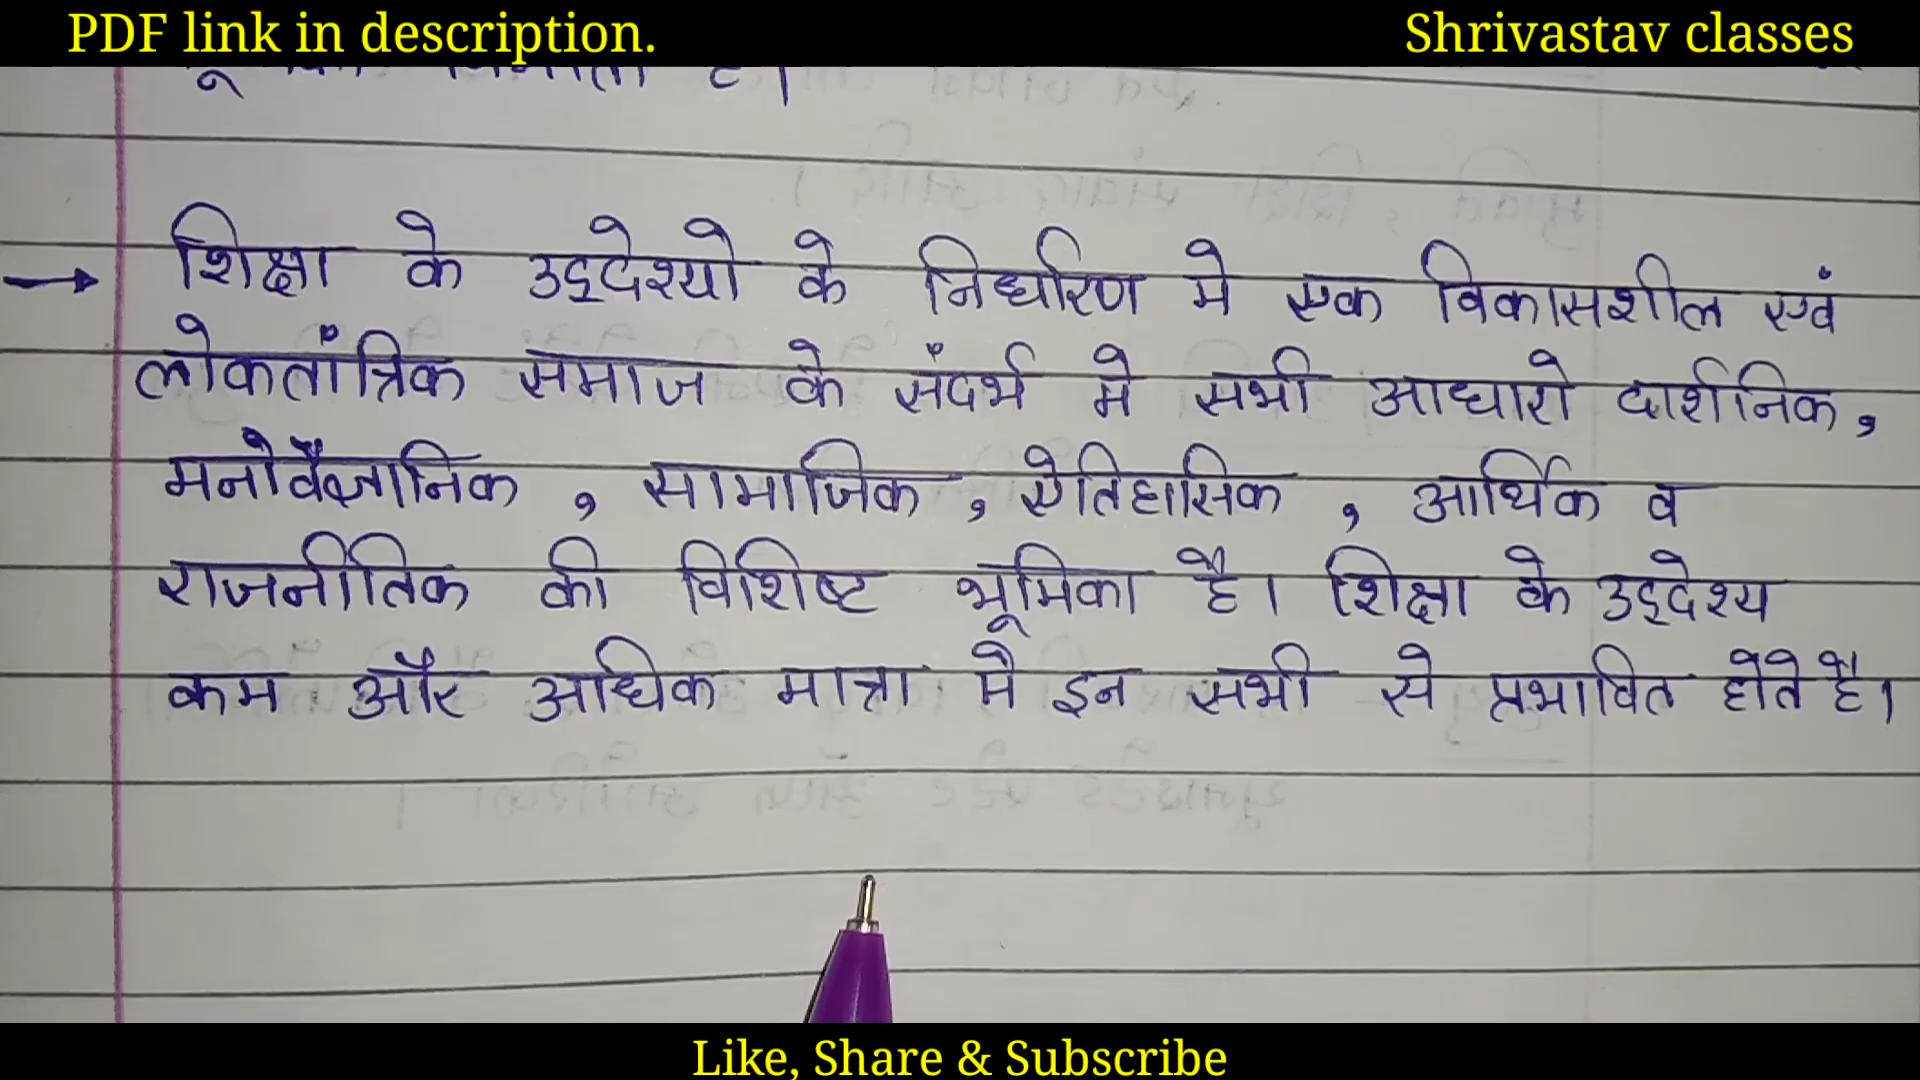 PDF link in description.
Shrivastav classes
शिक्षा के उद्देश्यो के निर्धारण मे एक विकासशील एवं
लोकतांत्रिक समाज के संदर्भ मे सभी आधारो दार्शनिक,
मनोवैज्ञानिक , सामाजिक , ऐतिहासिक , आर्थिक व
राजनीतिक की विशिष्ट भूमिका है। शिक्षा के उद्देश्य
कम और अधिक मात्रा मे इन सभी से प्रभावित होते है।
Like, Share & Subscribe